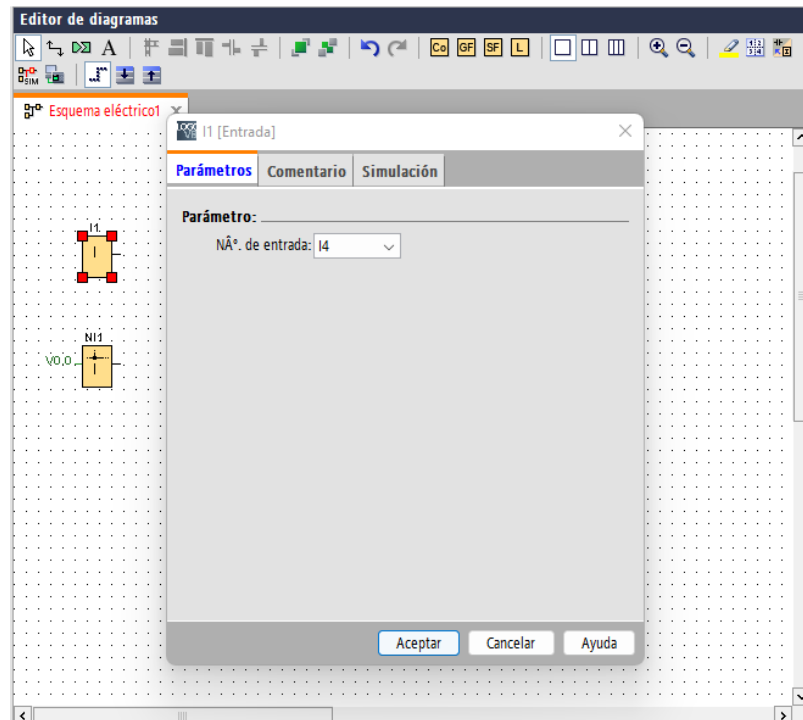 Editor de diagramas
A Co GF SF L
SIM
Esquema eléctrico1
I1 [Entrada]
Parámetros Comentario Simulación
Parámetro:
NÂº. de entrada: I4
I1
I
NI1
V0.0
I
Aceptar Cancelar Ayuda